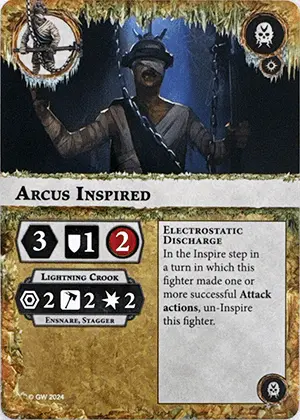 Arcus Inspired
3 1 2
Lightning Crook
2 2 2
Ensnare, Stagger
Electrostatic
Discharge
In the Inspire step in
a turn in which this
fighter made one or
more successful Attack
actions, un-Inspire
this fighter.
© GW 2024